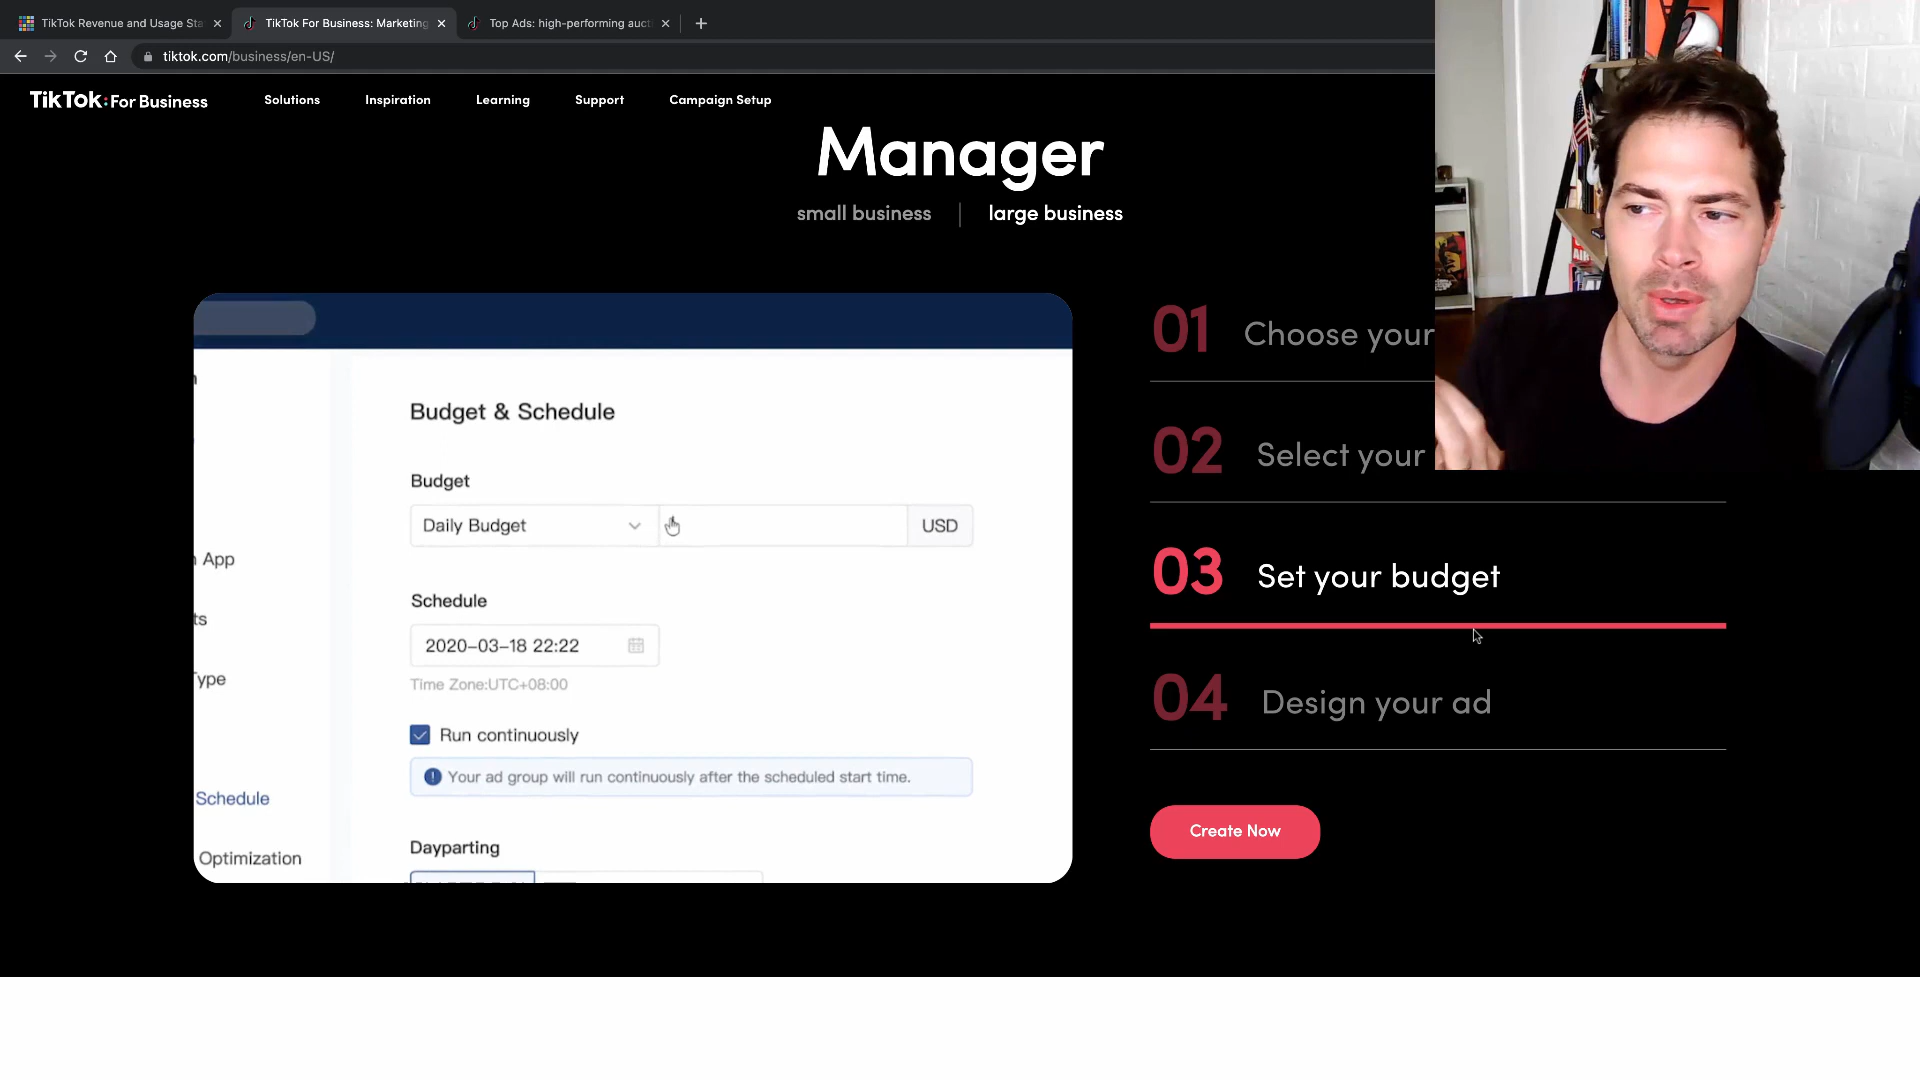 TikTok Revenue and Usage Sta
TikTok For Business: Marketing
Top Ads: high-performing auct
tiktok.com/business/en-US/
TikTok: For Business
Solutions
Inspiration
Learning
Support
Campaign Setup
Manager
small business
large business
Budget & Schedule
Budget
Daily Budget
USD
Schedule
2020-03-18 22:22
Time Zone:UTC+08:00
Run continuously
Your ad group will run continuously after the scheduled start time.
Dayparting
App
ts
ype
Schedule
Optimization
01 Choose your
02 Select your
03 Set your budget
04 Design your ad
Create Now